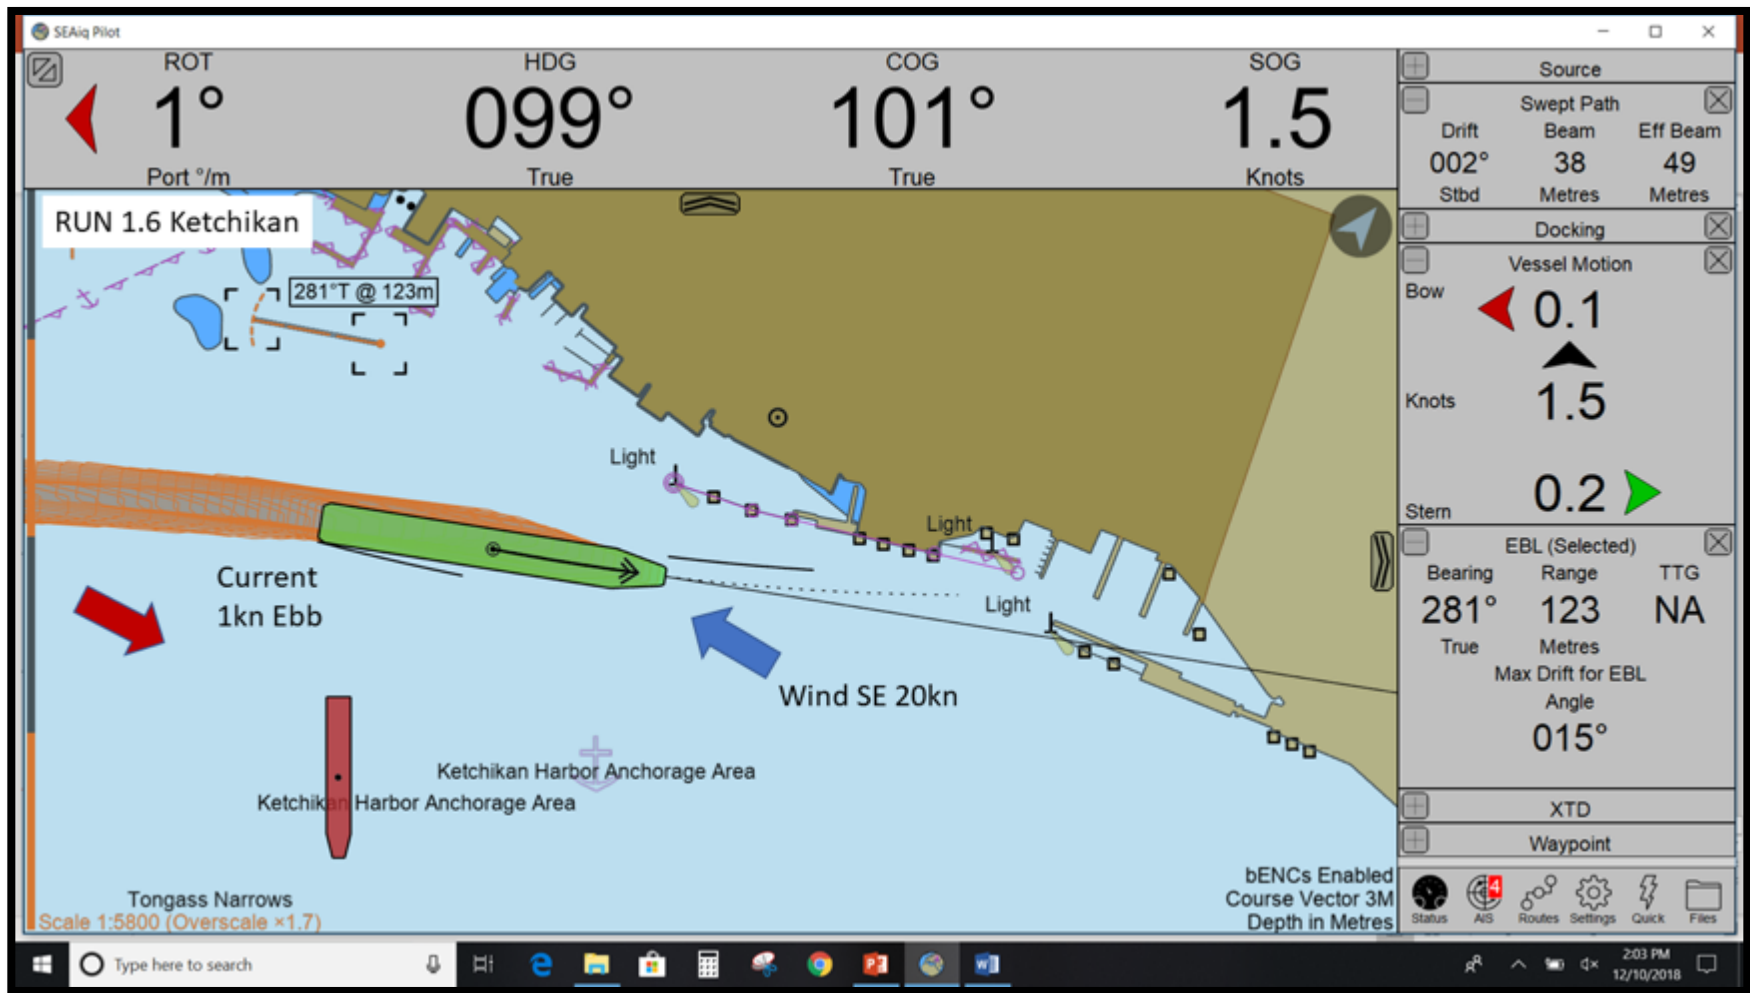 SEAiq Pilot
ROT HDG COG SOG
1° 099° 101° 1.5
Port °/m True True Knots
RUN 1.6 Ketchikan
281°T @ 123m
Light
Light
Light
Current
1kn Ebb
Wind SE 20kn
Ketchikan Harbor Anchorage Area
Ketchikan Harbor Anchorage Area
Tongass Narrows
Scale 1:5800 (Overscale ×1.7)
bENCs Enabled
Course Vector 3M
Depth in Metres
Source
Swept Path
Drift Beam Eff Beam
002° 38 49
Stbd Metres Metres
Docking
Vessel Motion
Bow
0.1
Knots 1.5
Stern 0.2
EBL (Selected)
Bearing Range TTG
281° 123 NA
True Metres
Max Drift for EBL
Angle
015°
XTD
Waypoint
4
Status AIS Routes Settings Quick Files
Type here to search
2:03 PM
12/10/2018